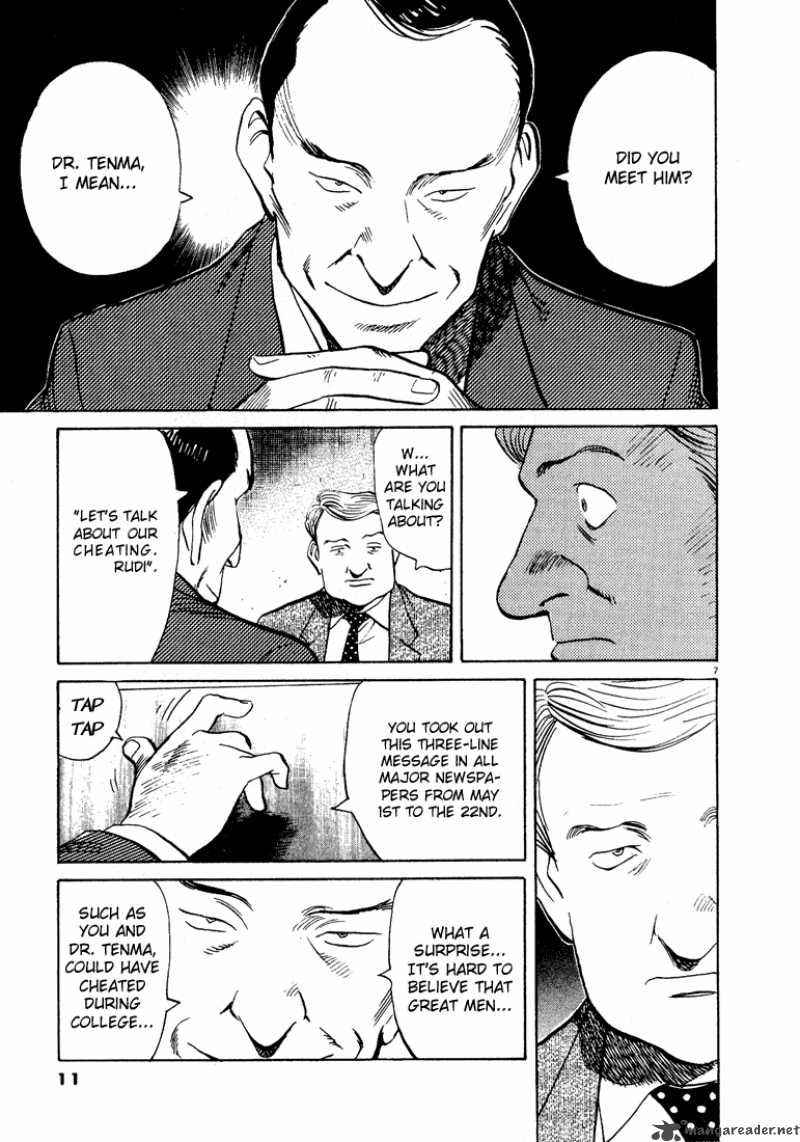 DID YOU
MEET HIM?
DR. TENMA,
I MEAN...
W...
WHAT
ARE YOU
TALKING
ABOUT?
"LET'S TALK
ABOUT OUR
CHEATING.
RUDI".
7
YOU TOOK OUT
THIS THREE-LINE
MESSAGE IN ALL
MAJOR NEWSPA-
PERS FROM MAY
1ST TO THE 22ND.
TAP
TAP
WHAT A
SURPRISE...
IT'S HARD TO
BELIEVE THAT
GREAT MEN...
SUCH AS
YOU AND
DR. TENMA,
COULD HAVE
CHEATED
DURING
COLLEGE...
11
mangareader.net